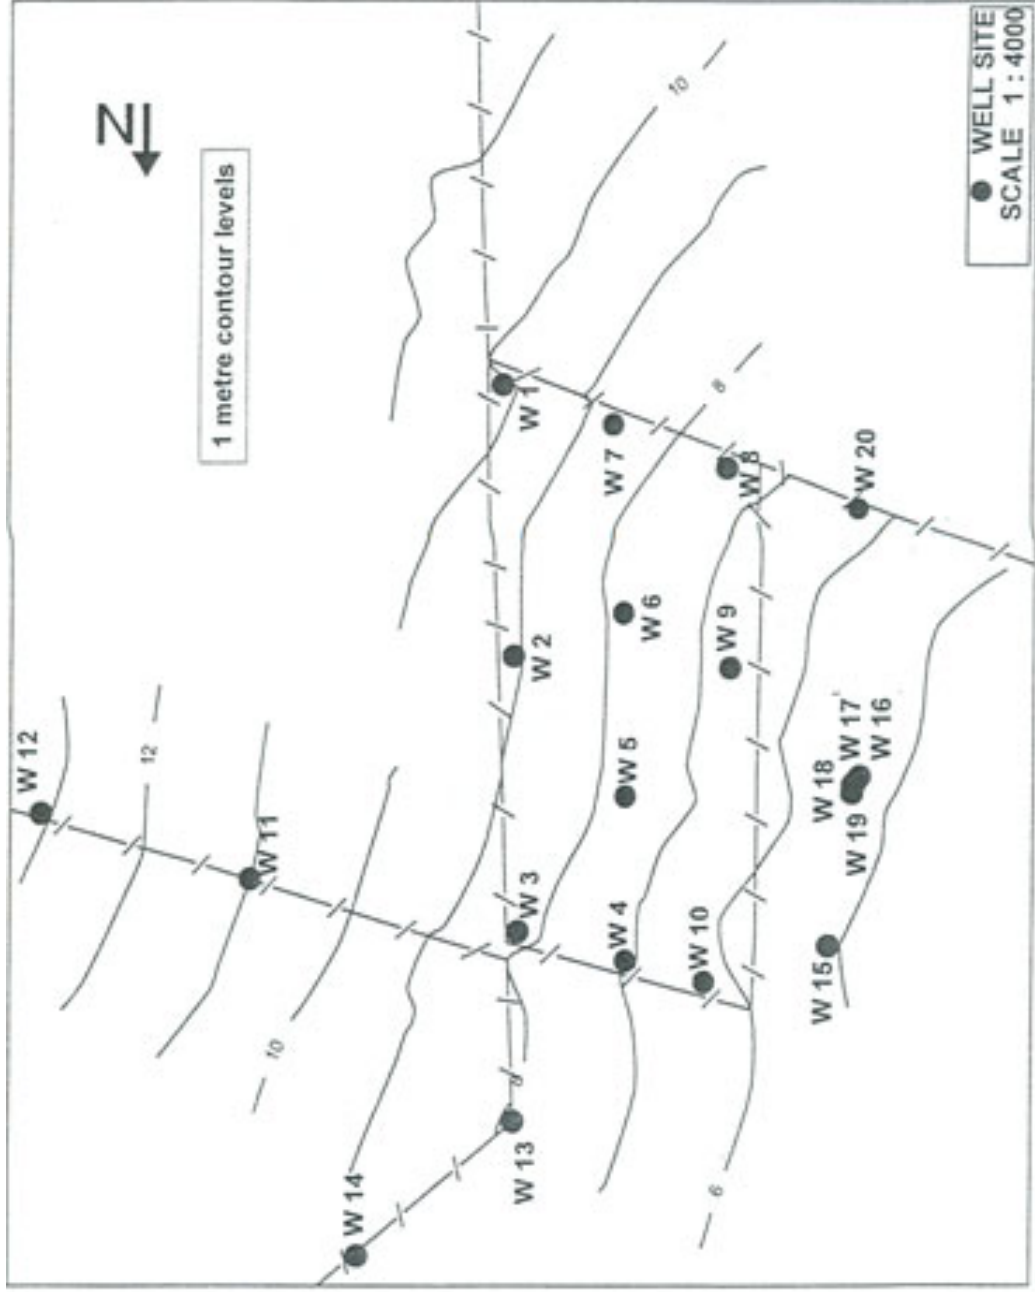 N
1 metre contour levels
W 12
12
W 11
10
W 14
W 13
8
W 3
W 2
W 1
10
W 7
8
W 4
W 5
W 6
W 8
W 10
W 9
6
W 15
W 18
W 19
W 17
W 16
W 20
WELL SITE
SCALE 1 : 4000